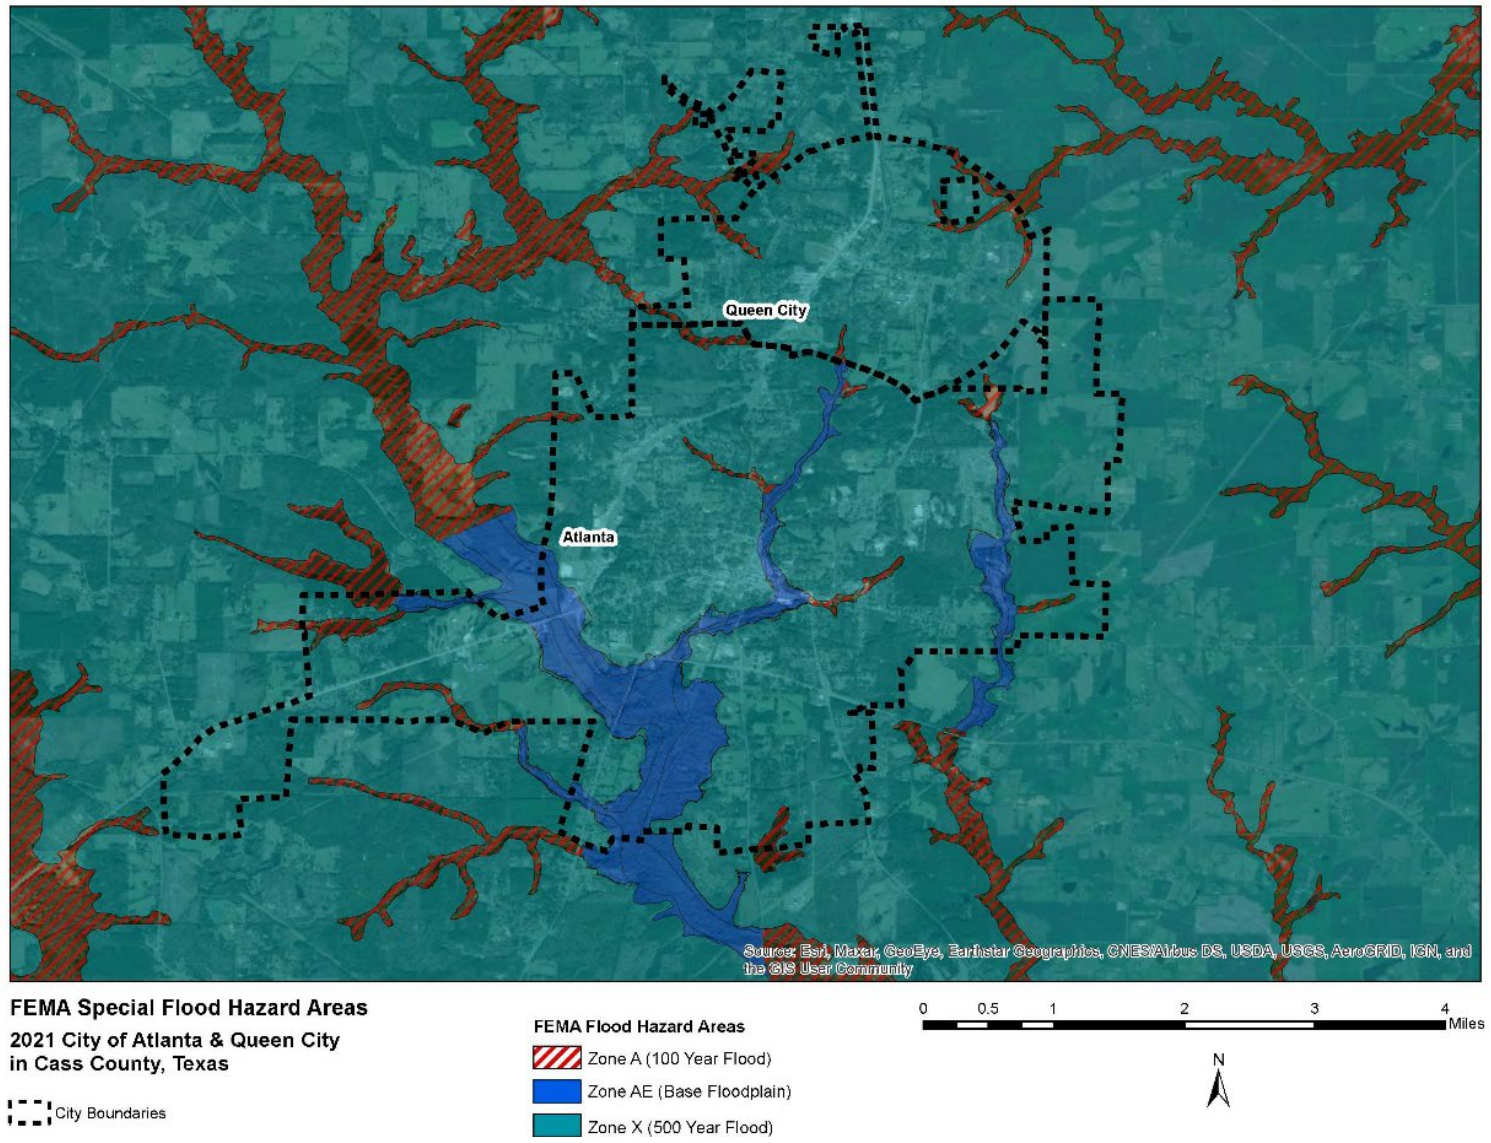 Queen City
Atlanta
Source: Esri, Maxar, GeoEye, Earthstar Geographics, CNES/Airbus DS, USDA, USGS, AeroGRID, IGN, and
the GIS User Community
FEMA Special Flood Hazard Areas
2021 City of Atlanta & Queen City
in Cass County, Texas
City Boundaries
FEMA Flood Hazard Areas
Zone A (100 Year Flood)
Zone AE (Base Floodplain)
Zone X (500 Year Flood)
0 0.5 1 2 3 4
Miles
N